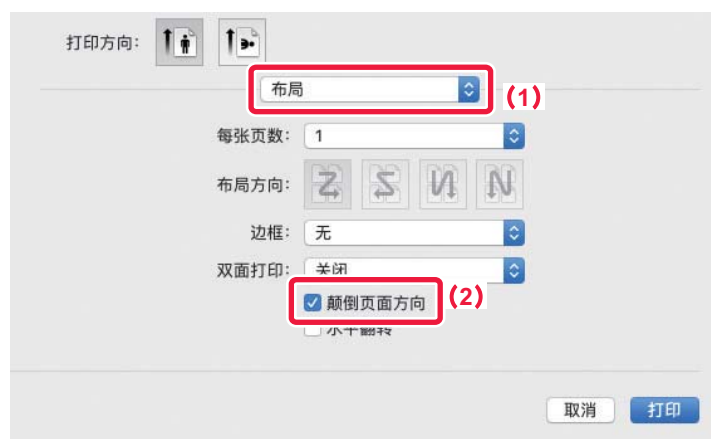 打印方向:
布局
(1)
每张页数: 1
布局方向:
边框: 无
双面打印: 关闭
颠倒页面方向
(2)
水平翻转
取消 打印